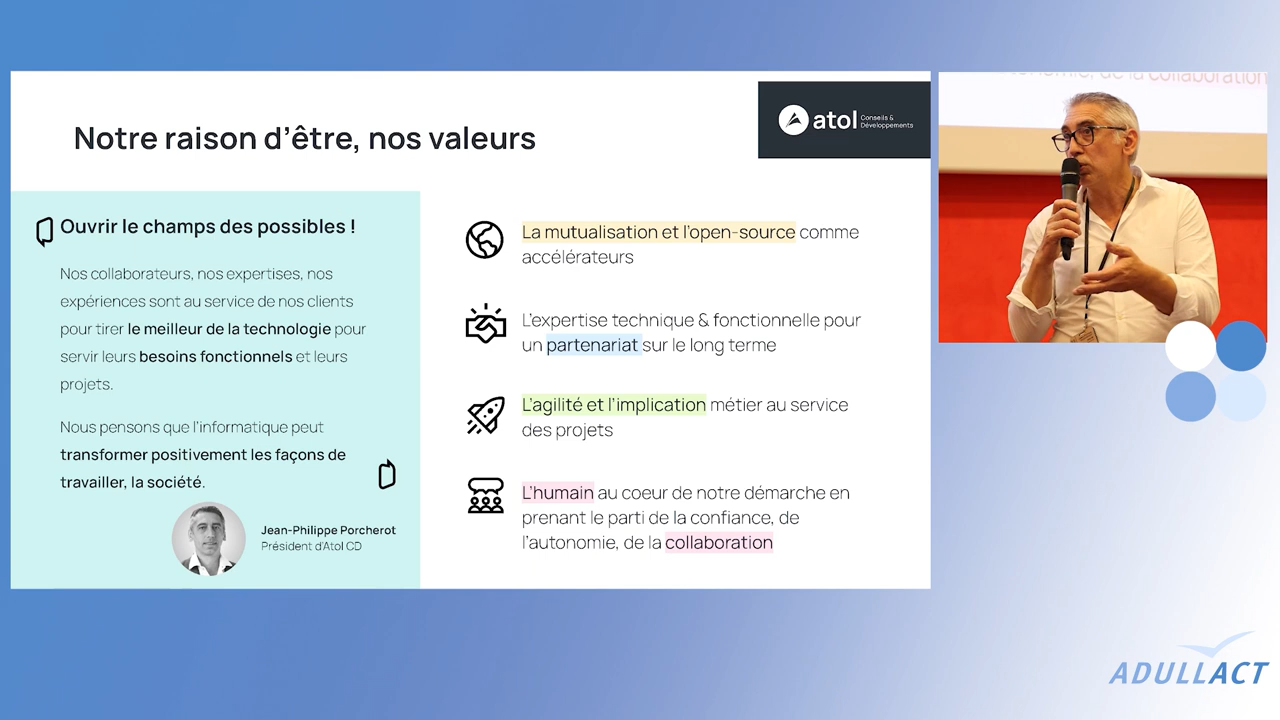 Notre raison d'être, nos valeurs
atol Conseils &
Développements
Ouvrir le champs des possibles !
Nos collaborateurs, nos expertises, nos
expériences sont au service de nos clients
pour tirer le meilleur de la technologie pour
servir leurs besoins fonctionnels et leurs
projets.
Nous pensons que l'informatique peut
transformer positivement les façons de
travailler, la société.
Jean-Philippe Porcherot
Président d'Atol CD
La mutualisation et l'open-source comme
accélérateurs
L'expertise technique & fonctionnelle pour
un partenariat sur le long terme
L'agilité et l'implication métier au service
des projets
L'humain au coeur de notre démarche en
prenant le parti de la confiance, de
l'autonomie, de la collaboration
de la collaboration
ADULLACT